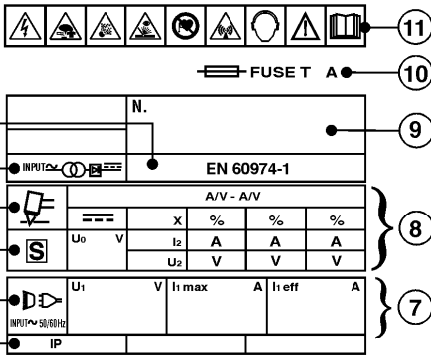 11
FUSE T A
10
N.
9
INPUT~
EN 60974-1
A/V - A/V
X % % %
8
S
U0 V
I2 A A A
U2 V V V
U1 V I1 max A I1 eff A
7
INPUT~ 50/60Hz
IP